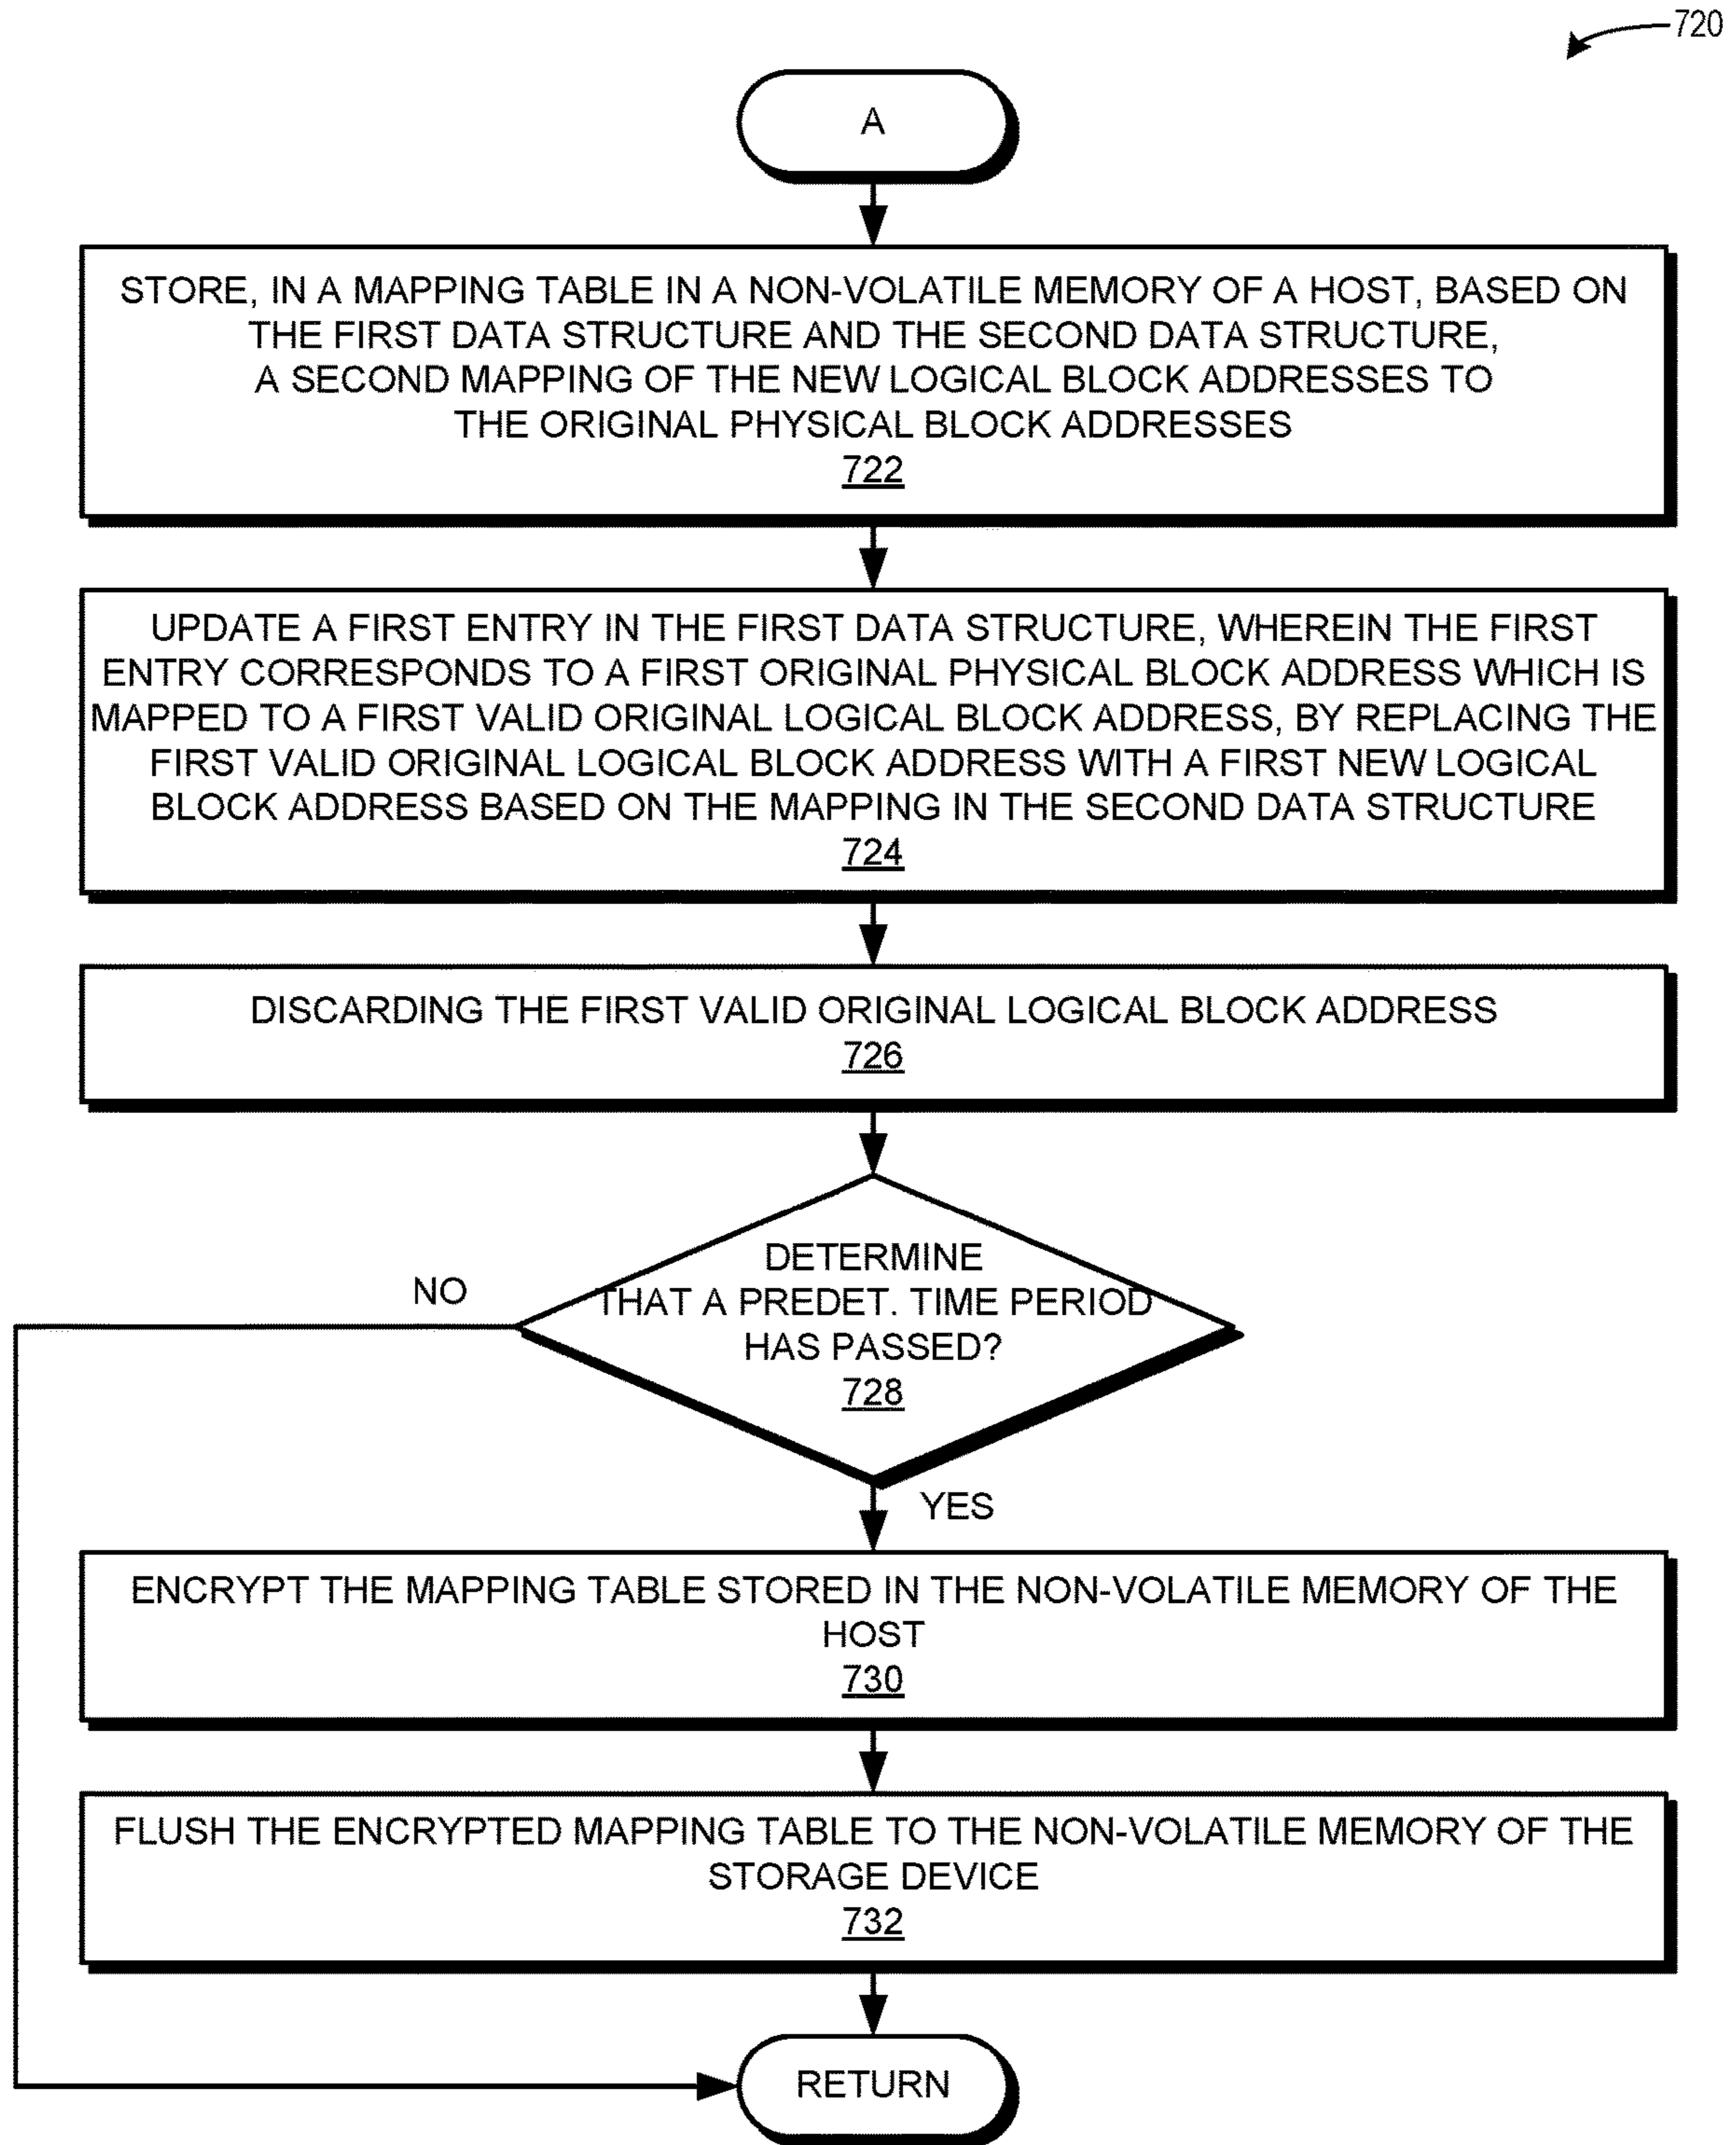 720
A
STORE, IN A MAPPING TABLE IN A NON-VOLATILE MEMORY OF A HOST, BASED ON
THE FIRST DATA STRUCTURE AND THE SECOND DATA STRUCTURE,
A SECOND MAPPING OF THE NEW LOGICAL BLOCK ADDRESSES TO
THE ORIGINAL PHYSICAL BLOCK ADDRESSES
722
UPDATE A FIRST ENTRY IN THE FIRST DATA STRUCTURE, WHEREIN THE FIRST
ENTRY CORRESPONDS TO A FIRST ORIGINAL PHYSICAL BLOCK ADDRESS WHICH IS
MAPPED TO A FIRST VALID ORIGINAL LOGICAL BLOCK ADDRESS, BY REPLACING THE
FIRST VALID ORIGINAL LOGICAL BLOCK ADDRESS WITH A FIRST NEW LOGICAL
BLOCK ADDRESS BASED ON THE MAPPING IN THE SECOND DATA STRUCTURE
724
DISCARDING THE FIRST VALID ORIGINAL LOGICAL BLOCK ADDRESS
726
DETERMINE
THAT A PREDET. TIME PERIOD
HAS PASSED?
728
NO
YES
ENCRYPT THE MAPPING TABLE STORED IN THE NON-VOLATILE MEMORY OF THE
HOST
730
FLUSH THE ENCRYPTED MAPPING TABLE TO THE NON-VOLATILE MEMORY OF THE
STORAGE DEVICE
732
RETURN